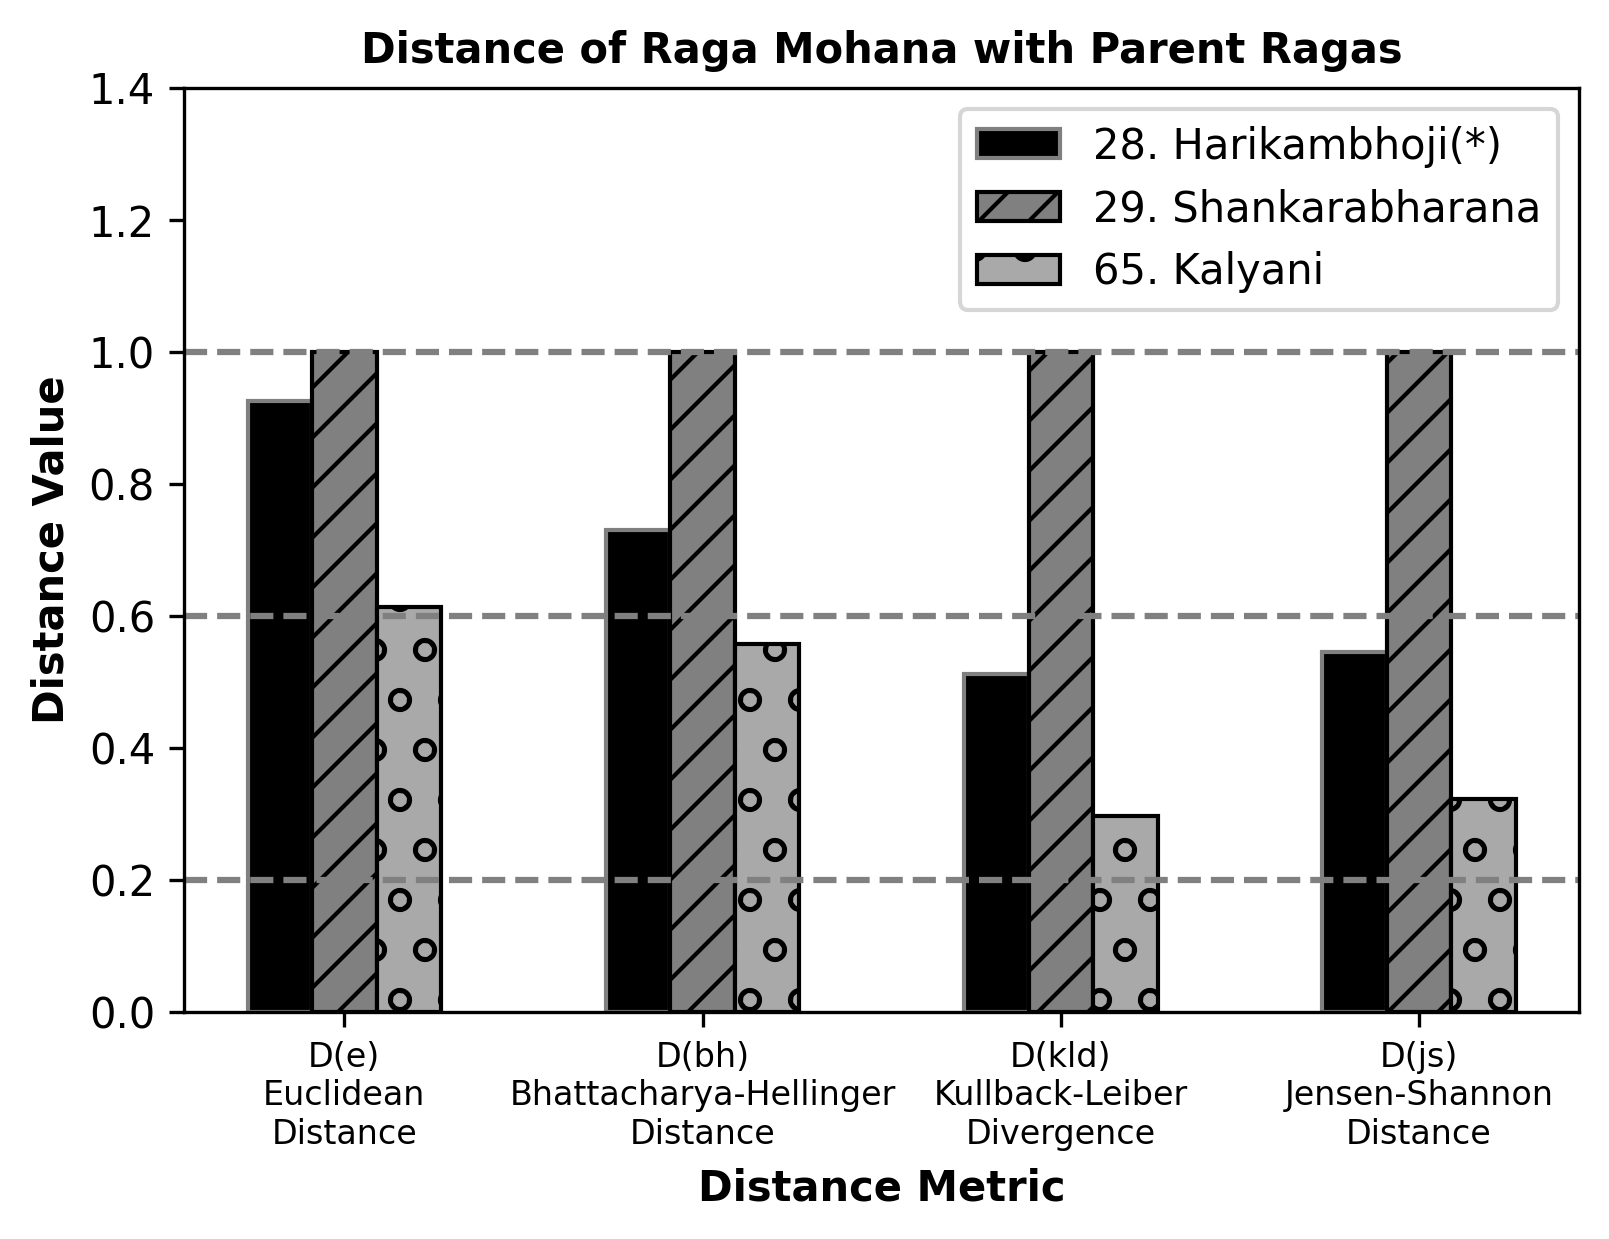 Distance of Raga Mohana with Parent Ragas
1.4
1.2
1.0
0.8
0.6
0.4
0.2
0.0
Distance Value
28. Harikambhoji(*)
29. Shankarabharana
65. Kalyani
D(e)
Euclidean
Distance
D(bh)
Bhattacharya-Hellinger
Distance
D(kld)
Kullback-Leiber
Divergence
D(js)
Jensen-Shannon
Distance
Distance Metric